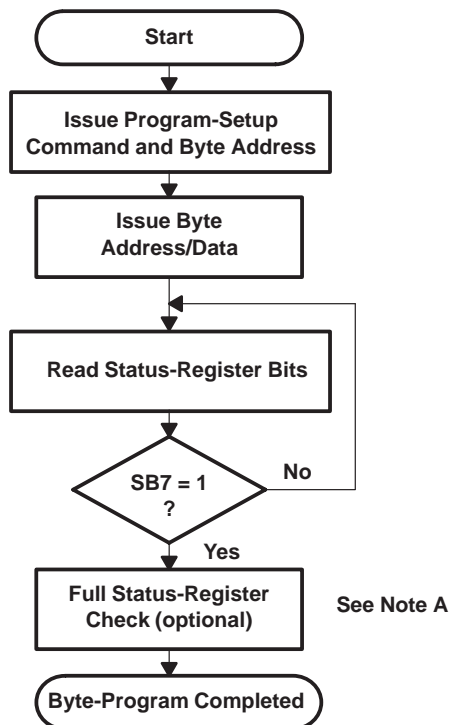 Start
Issue Program-Setup
Command and Byte Address
Issue Byte
Address/Data
Read Status-Register Bits
SB7 = 1
?
No
Yes
Full Status-Register
Check (optional)
See Note A
Byte-Program Completed